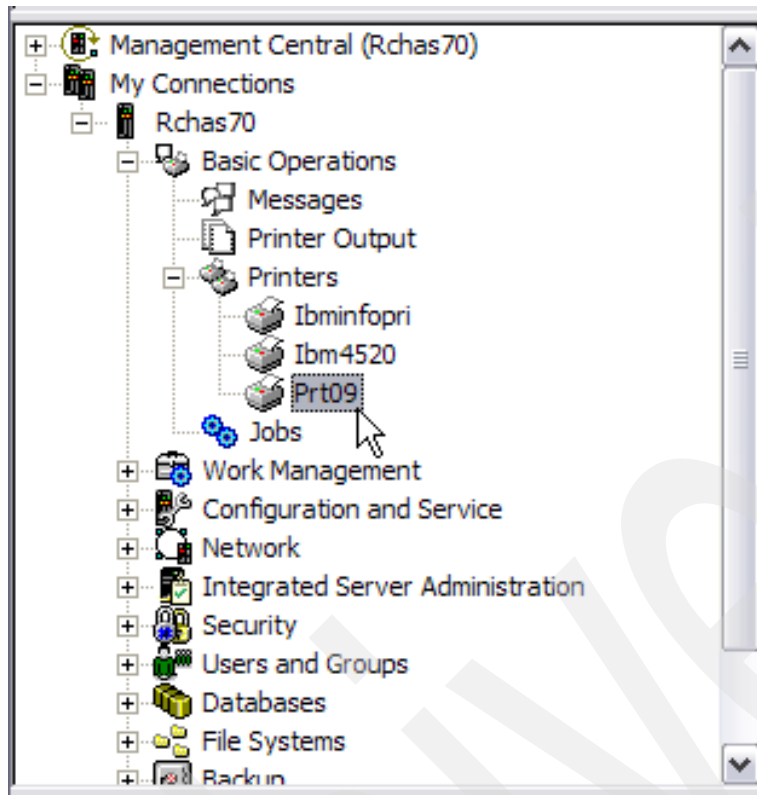 Management Central (Rchas70)
My Connections
Rchas70
Basic Operations
Messages
Printer Output
Printers
Ibminfopri
Ibm4520
Prt09
Jobs
Work Management
Configuration and Service
Network
Integrated Server Administration
Security
Users and Groups
Databases
File Systems
Backup